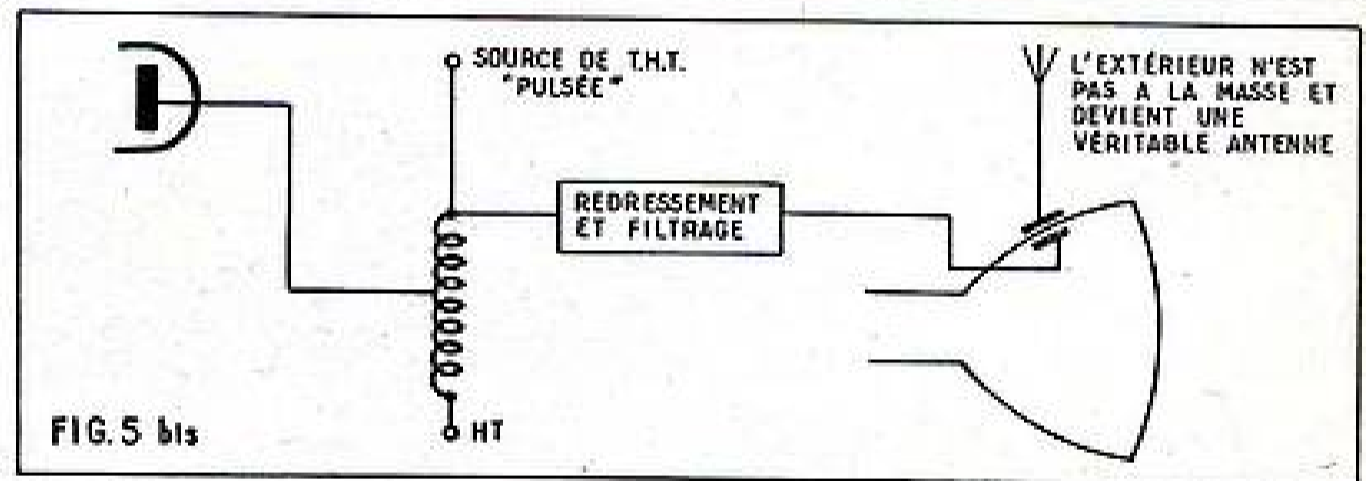 SOURCE DE T.H.T.
"PULSÉE"
L'EXTÉRIEUR N'EST
PAS A LA MASSE ET
DEVIENT UNE
VÉRITABLE ANTENNE
REDRESSEMENT
ET FILTRAGE
FIG. 5 bis
HT